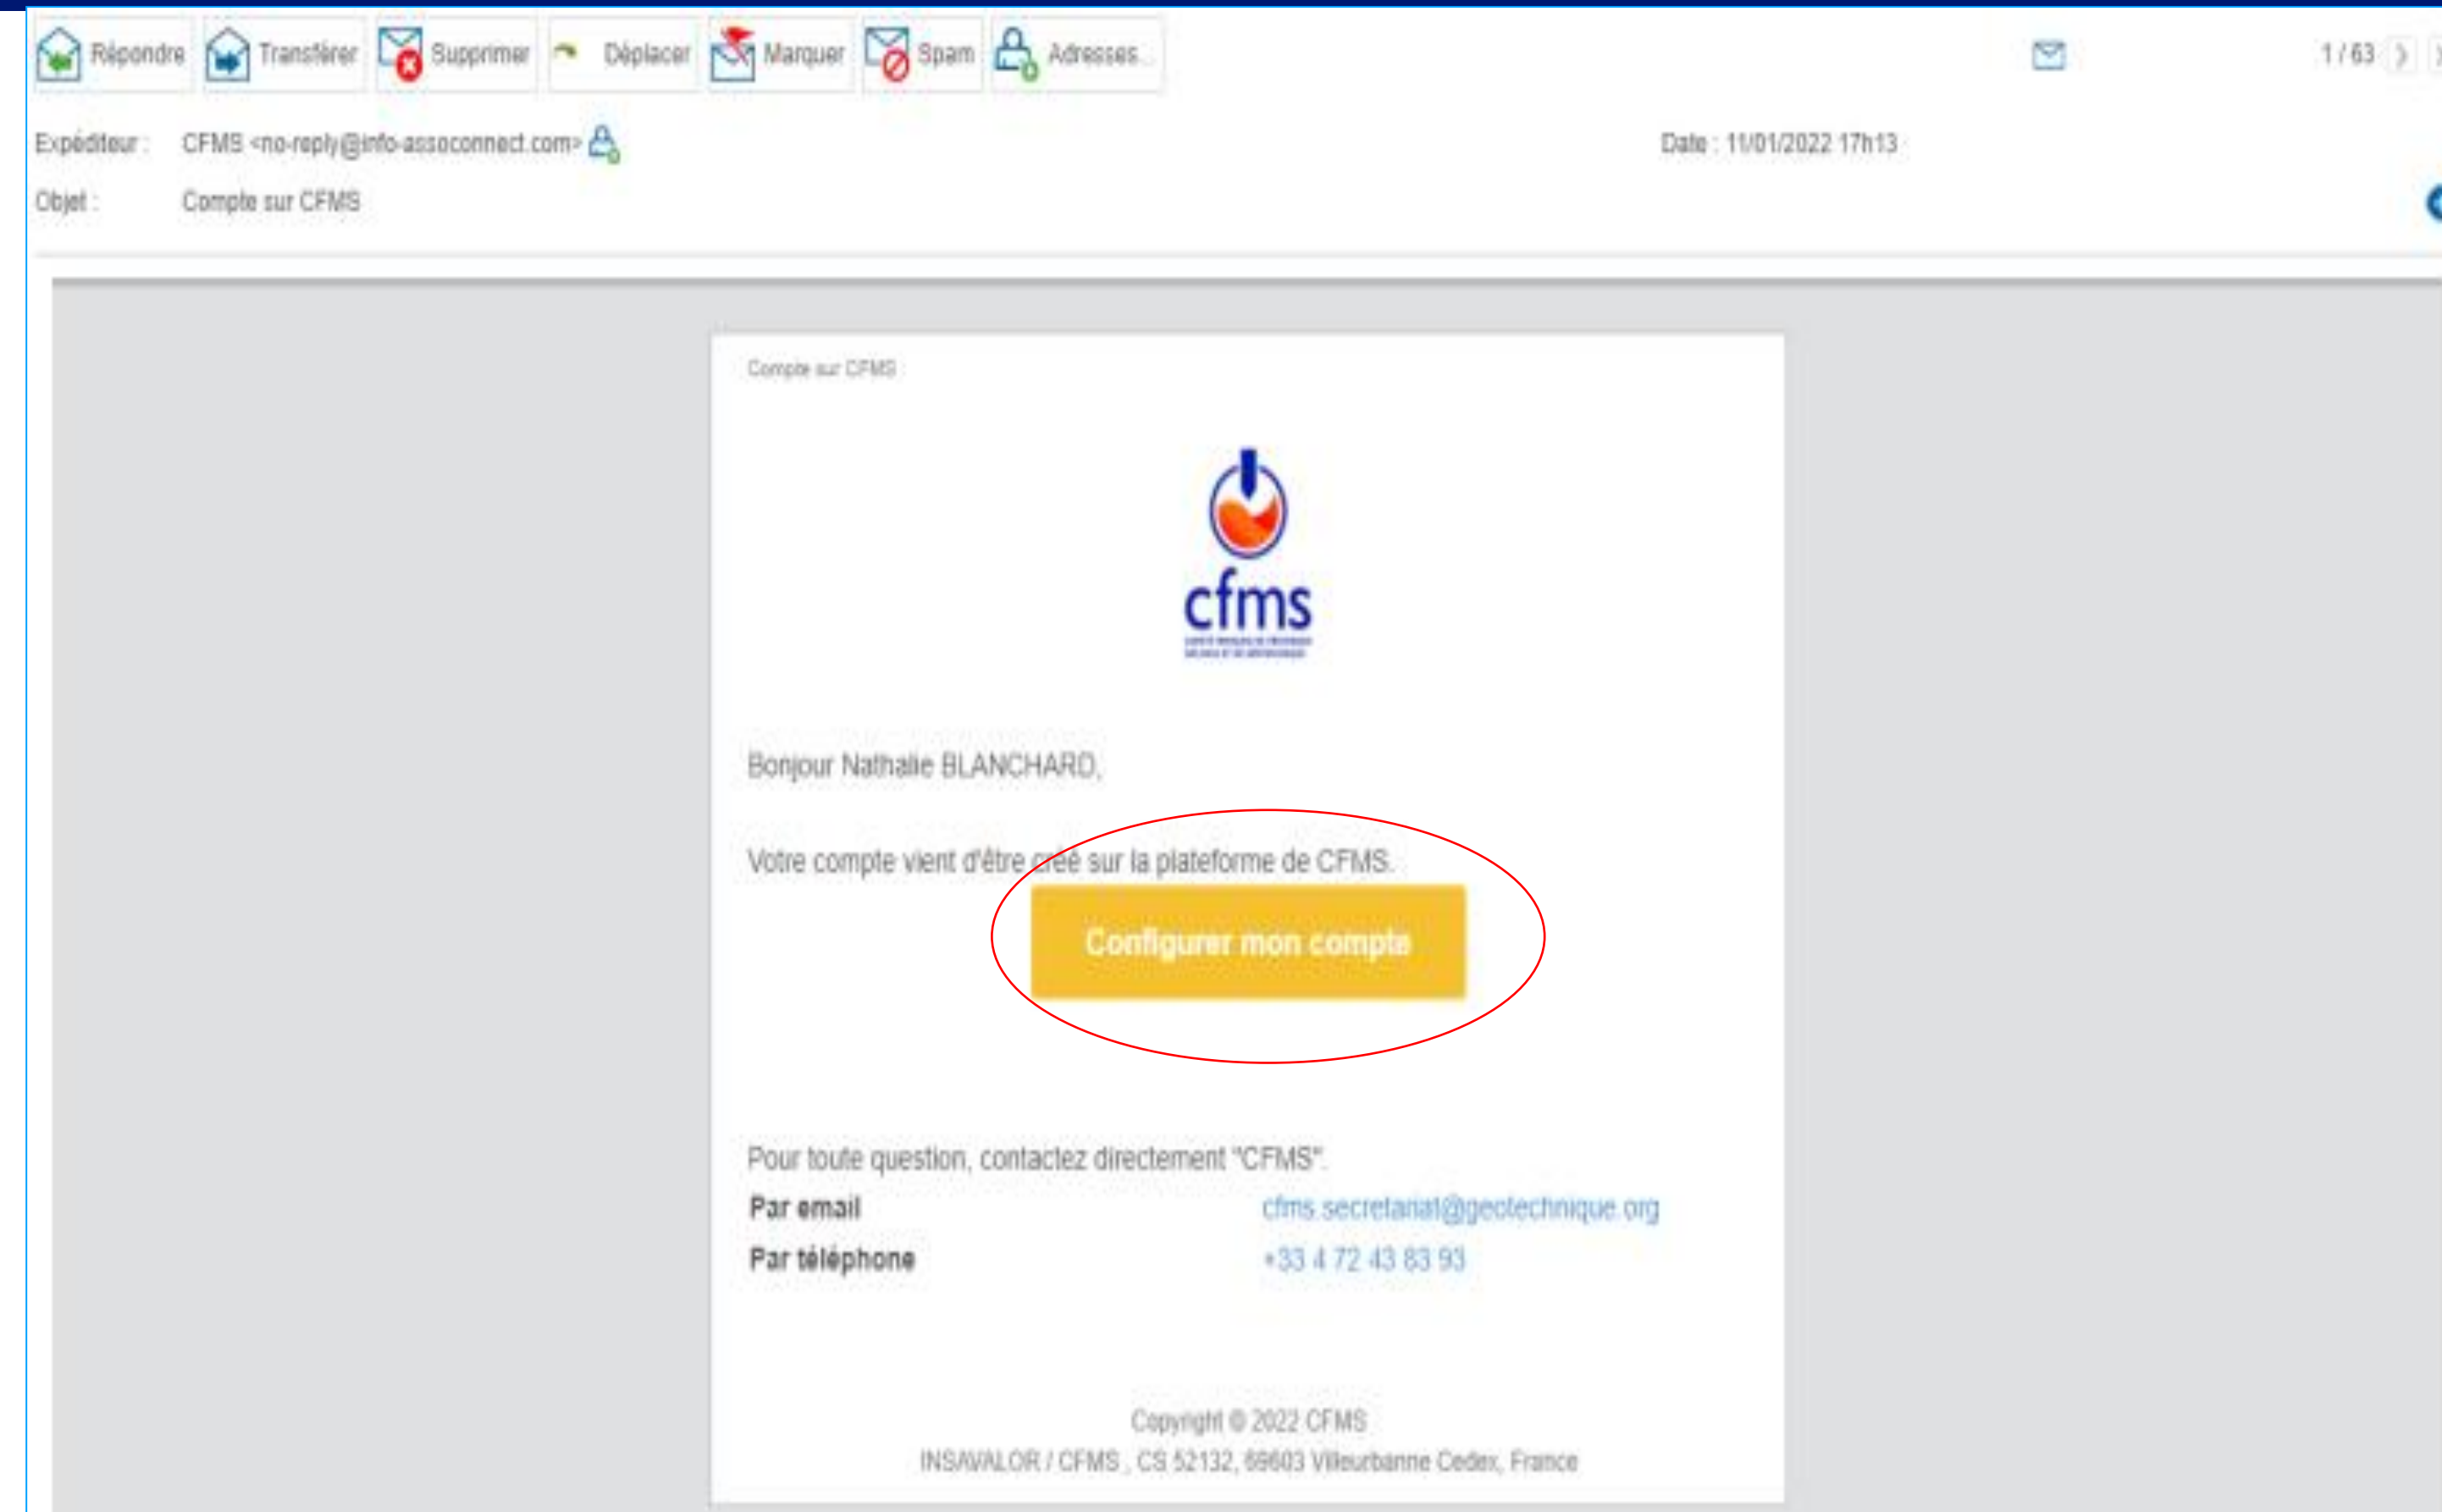 Répondre Transférer Supprimer Déplacer Marquer Spam Adresses... 1 / 63
Expéditeur : CFMS <no-reply@info-assoconnect.com> Date : 11/01/2022 17h13
Objet : Compte sur CFMS
Compte sur CFMS
cfms
Bonjour Nathalie BLANCHARD,
Votre compte vient d'être créé sur la plateforme de CFMS.
Configurer mon compte
Pour toute question, contactez directement "CFMS".
Par email cfms.secretariat@geotechnique.org
Par téléphone +33 4 72 43 83 93
Copyright © 2022 CFMS
INSAVALOR / CFMS , CS 52132, 69603 Villeurbanne Cedex, France